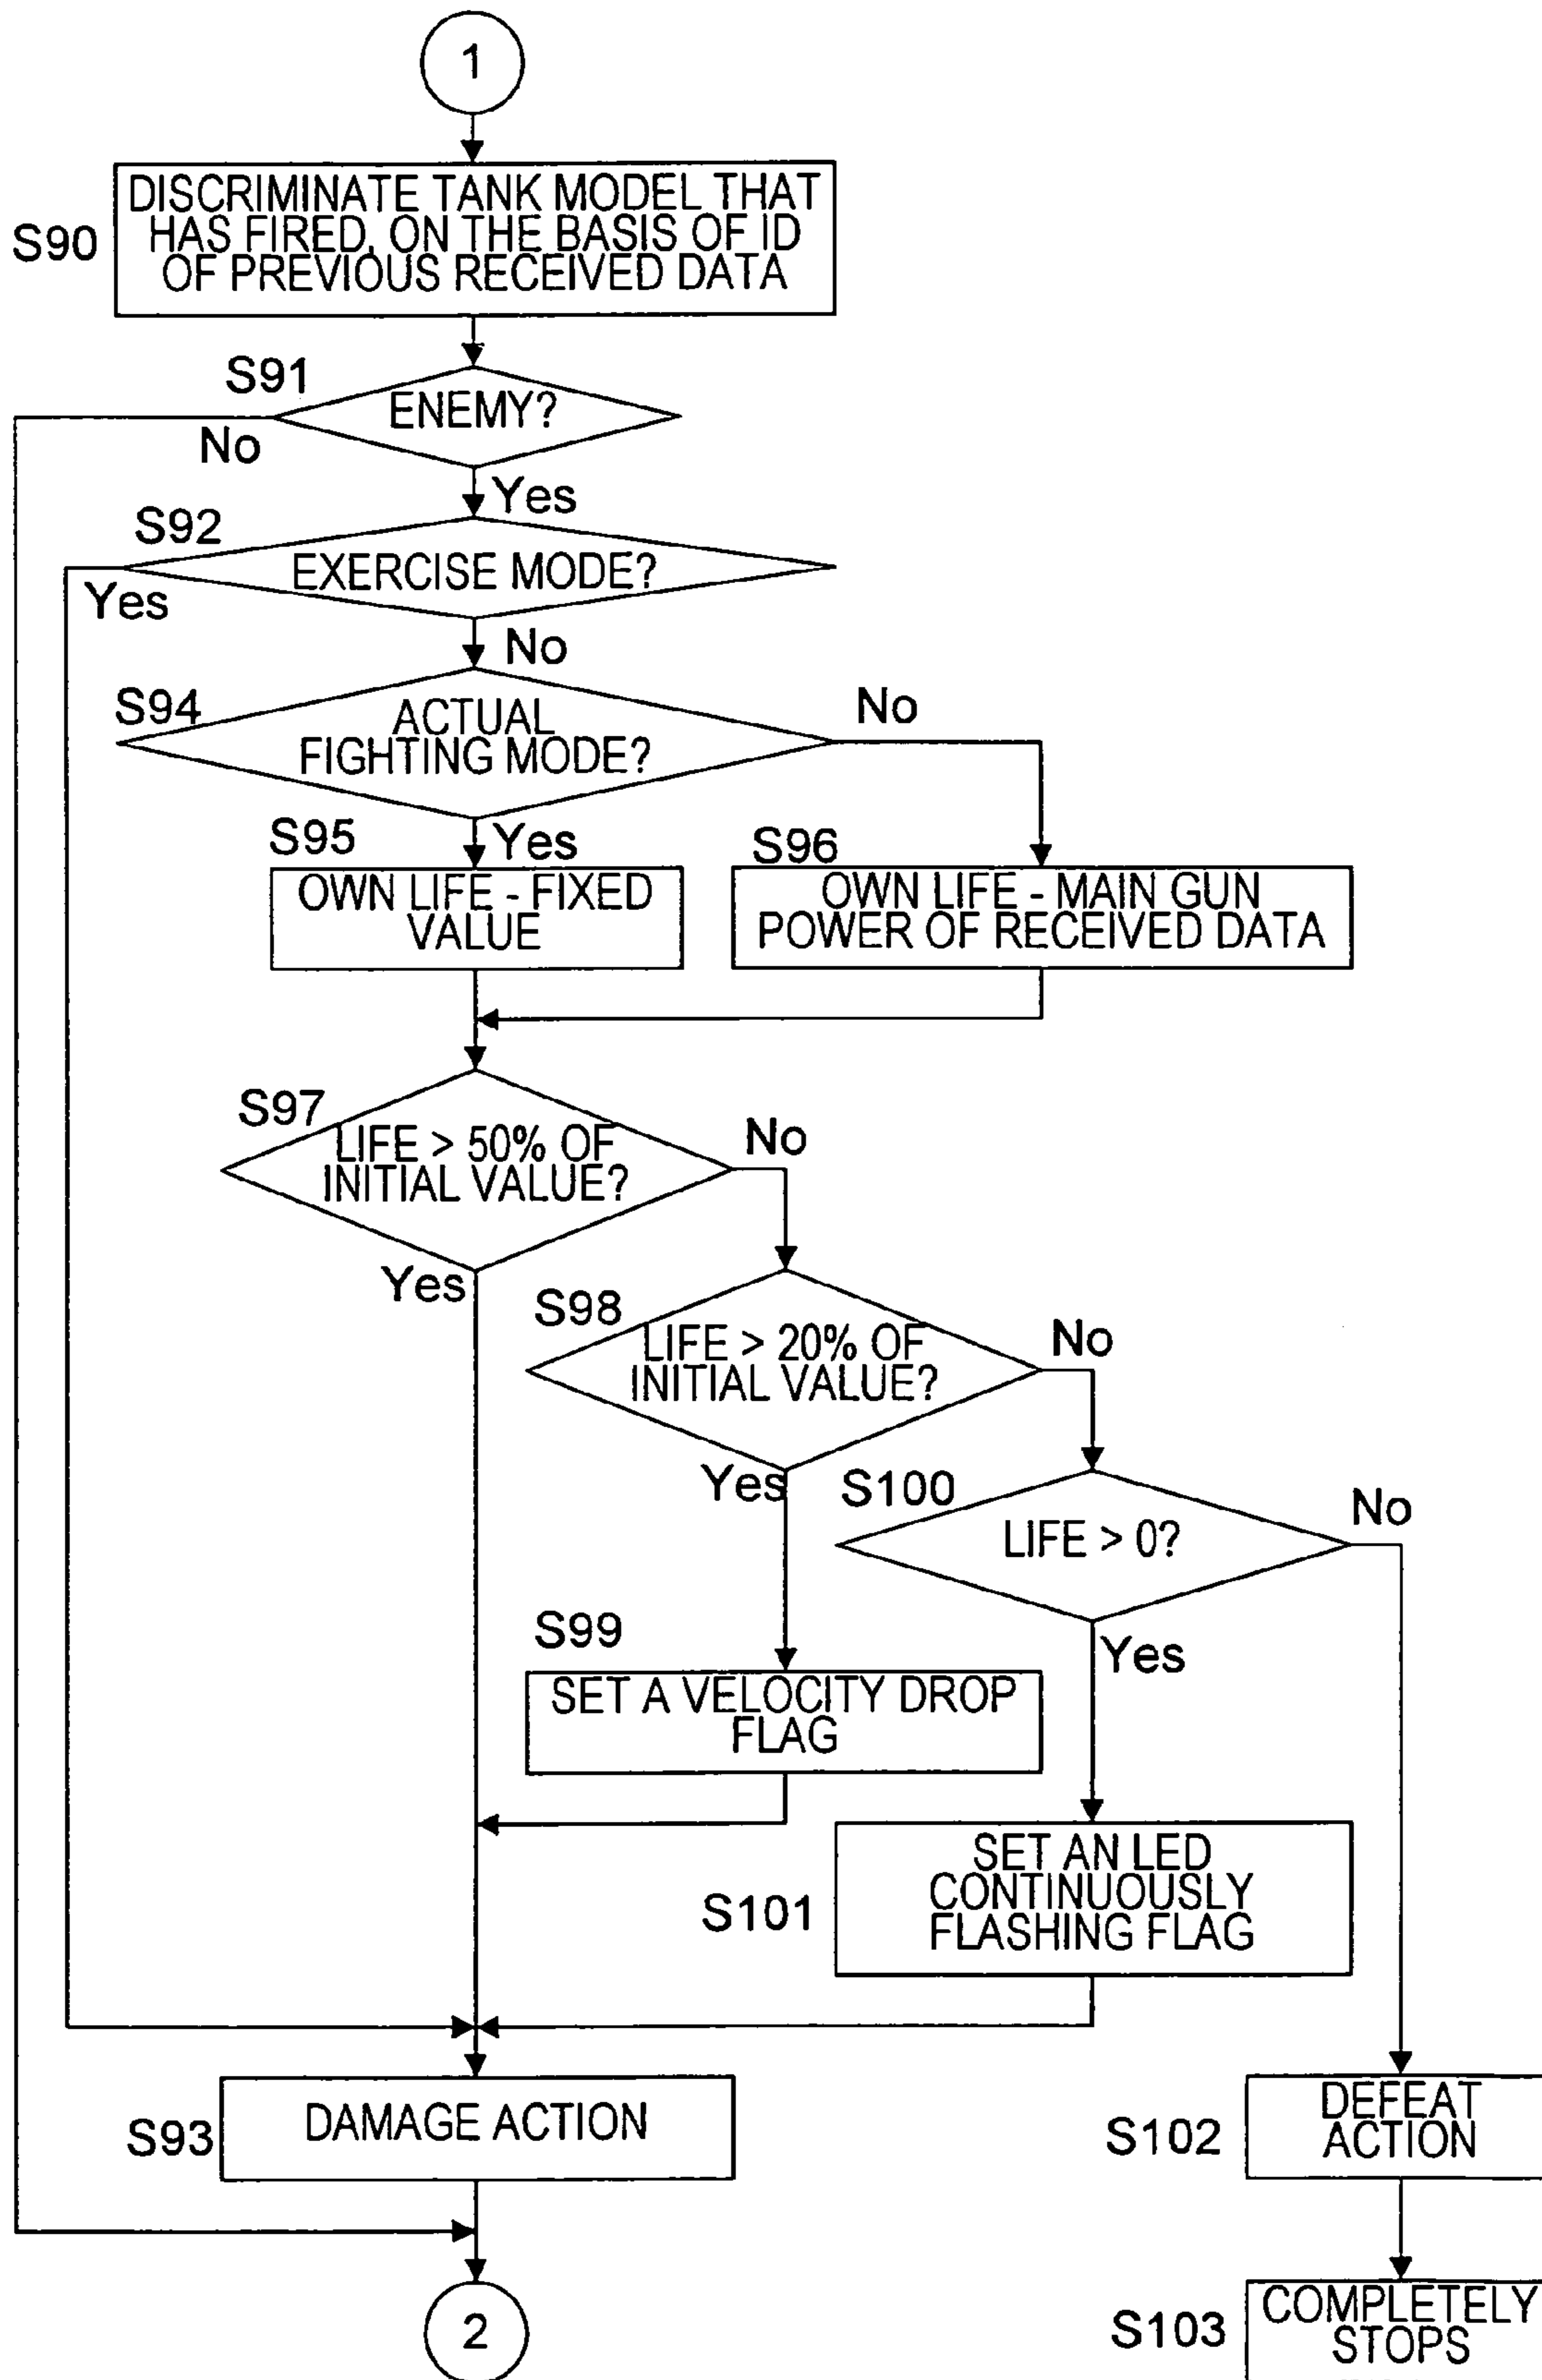 1
S90
DISCRIMINATE TANK MODEL THAT
HAS FIRED, ON THE BASIS OF ID
OF PREVIOUS RECEIVED DATA
S91
ENEMY?
No
Yes
S92
EXERCISE MODE?
Yes
No
S94
ACTUAL
FIGHTING MODE?
No
Yes
S95
OWN LIFE - FIXED
VALUE
S96
OWN LIFE - MAIN GUN
POWER OF RECEIVED DATA
S97
LIFE > 50% OF
INITIAL VALUE?
No
Yes
S98
LIFE > 20% OF
INITIAL VALUE?
No
Yes
S100
LIFE > 0?
No
Yes
S99
SET A VELOCITY DROP
FLAG
S101
SET AN LED
CONTINUOUSLY
FLASHING FLAG
S93
DAMAGE ACTION
S102
DEFEAT
ACTION
2
S103
COMPLETELY
STOPS